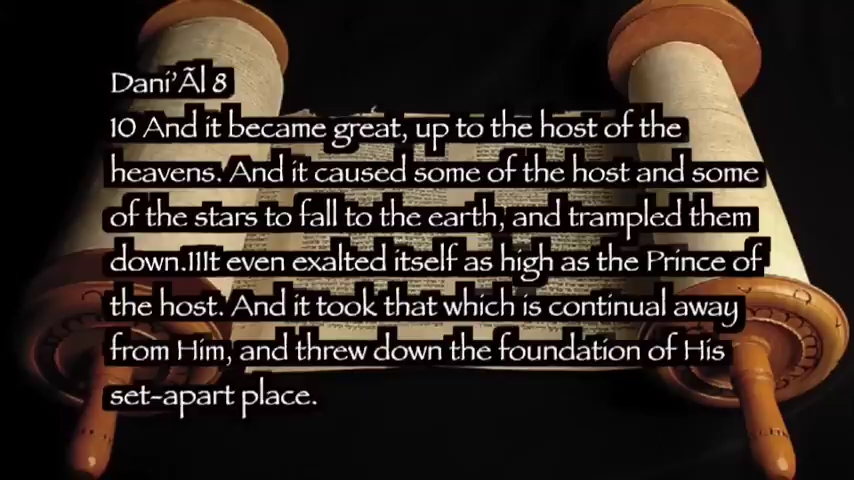 Dani’Ãl 8
10 And it became great, up to the host of the
heavens. And it caused some of the host and some
of the stars to fall to the earth, and trampled them
down.111t even exalted itself as high as the Prince of
the host. And it took that which is continual away
from Him, and threw down the foundation of His
set-apart place.